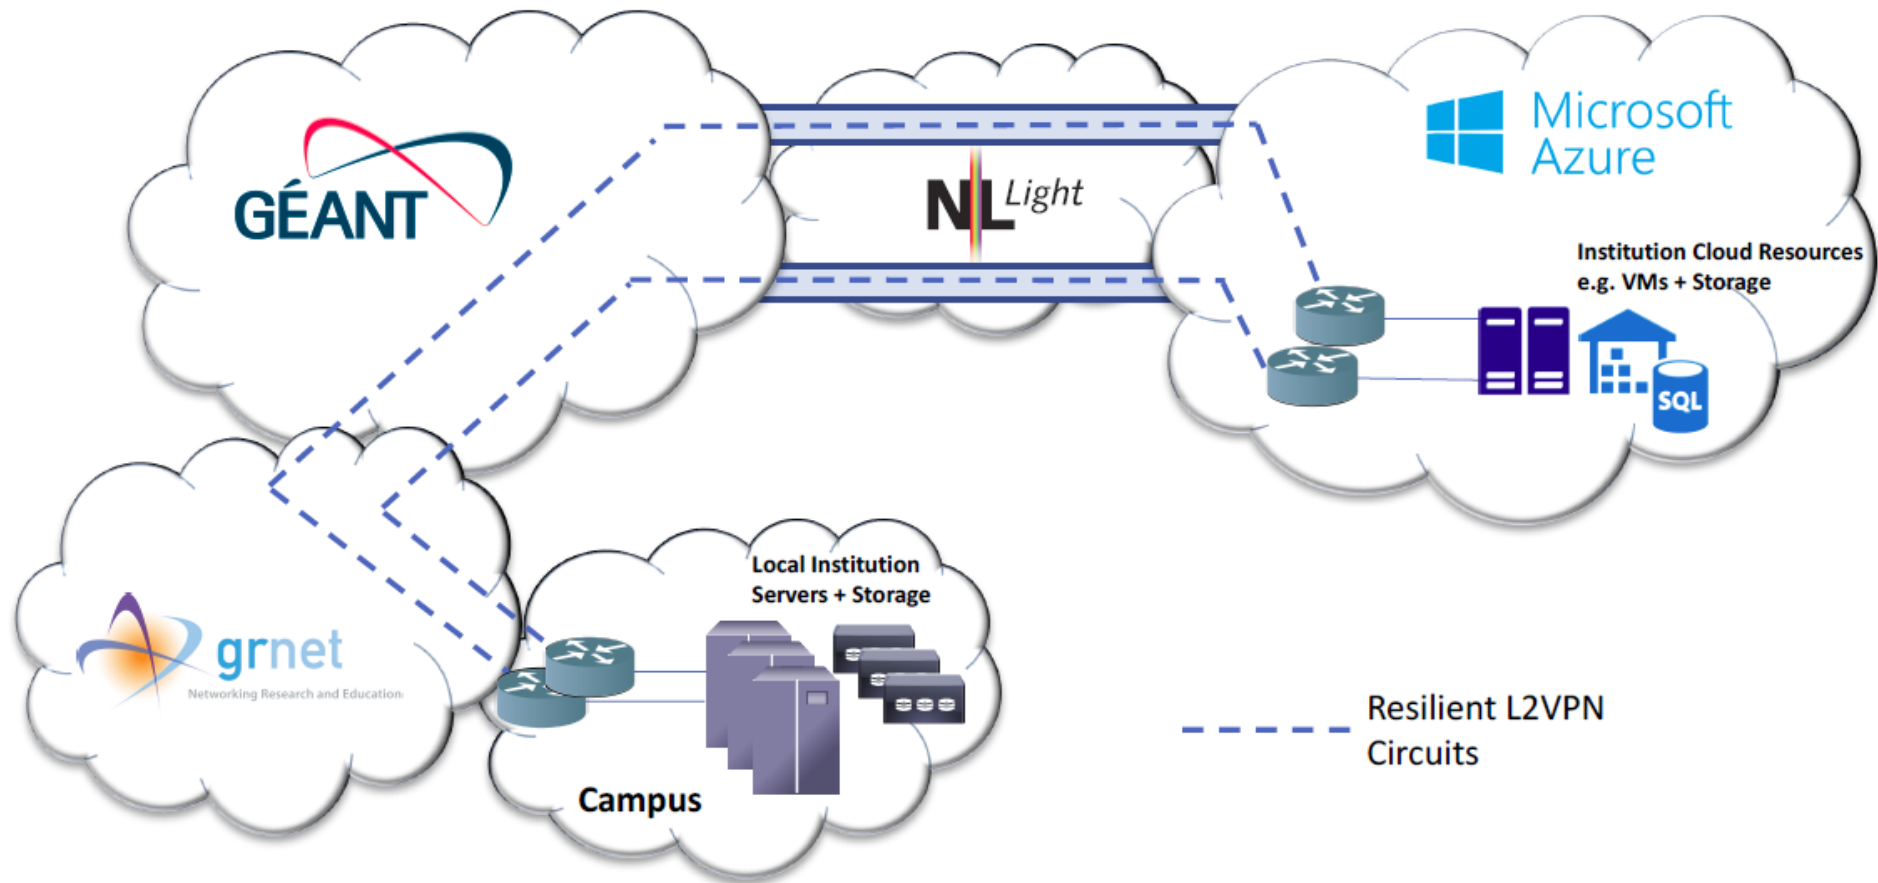 GÉANT
NL Light
Microsoft
Azure
Institution Cloud Resources
e.g. VMs + Storage
SQL
grnet
Networking Research and Education
Local Institution
Servers + Storage
Campus
Resilient L2VPN
Circuits